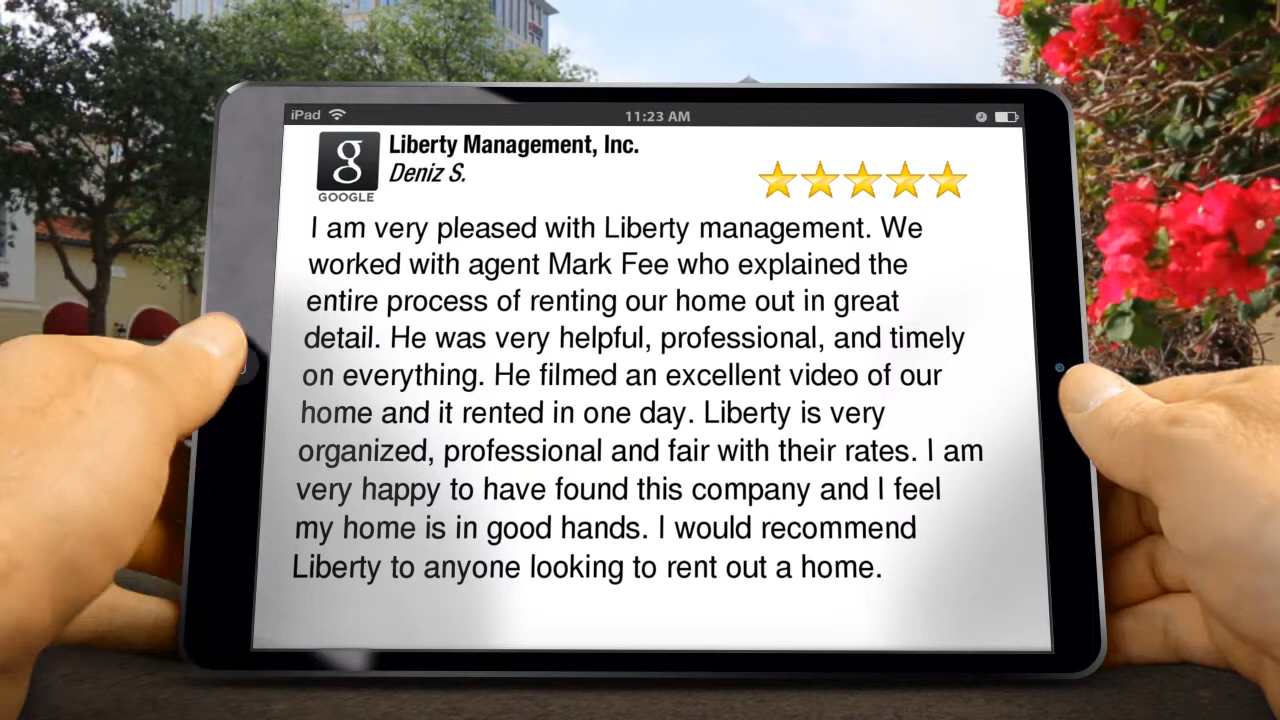 iPad 11:23 AM
g Liberty Management, Inc.
Deniz S.
GOOGLE
I am very pleased with Liberty management. We
worked with agent Mark Fee who explained the
entire process of renting our home out in great
detail. He was very helpful, professional, and timely
on everything. He filmed an excellent video of our
home and it rented in one day. Liberty is very
organized, professional and fair with their rates. I am
very happy to have found this company and I feel
my home is in good hands. I would recommend
Liberty to anyone looking to rent out a home.